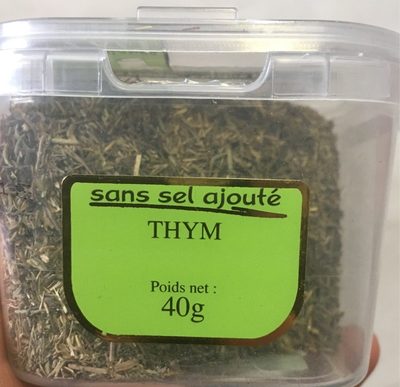 sans sel ajouté
THYM
Poids net :
40g